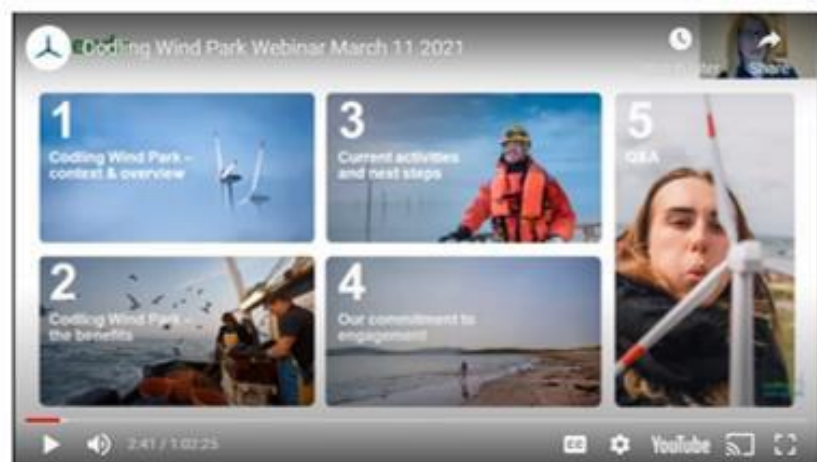 Codling Wind Park Webinar March 11 2021
Share
1
Codling Wind Park –
context & overview
2
Codling Wind Park –
the benefits
3
Current activities
and next steps
4
Our commitment to
engagement
5
Q&A
2:41 / 1:02:25
CC
YouTube